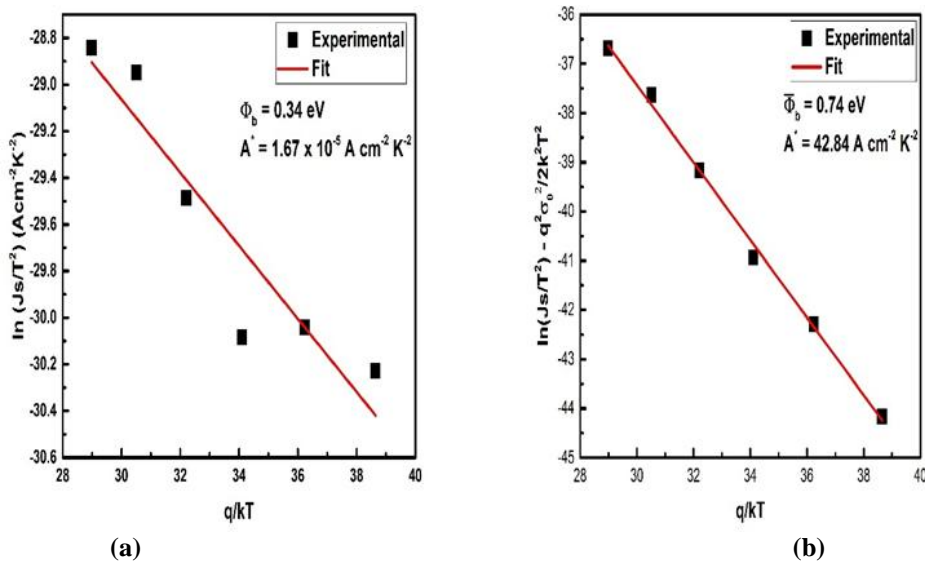 -28.8
-29.0
-29.2
-29.4
-29.6
-29.8
-30.0
-30.2
-30.4
-30.6
28
30
32
34
36
38
40
ln (Js/T²) (Acm⁻²K⁻²)
q/kT
Experimental
Fit
Φb = 0.34 eV
A* = 1.67 x 10⁻⁵ A cm⁻² K⁻²
(a)
-36
-37
-38
-39
-40
-41
-42
-43
-44
-45
28
30
32
34
36
38
40
ln(Js/T²) – q²σ₀²/2k²T²
q/kT
Experimental
Fit
Φ̅b = 0.74 eV
A* = 42.84 A cm⁻² K⁻²
(b)